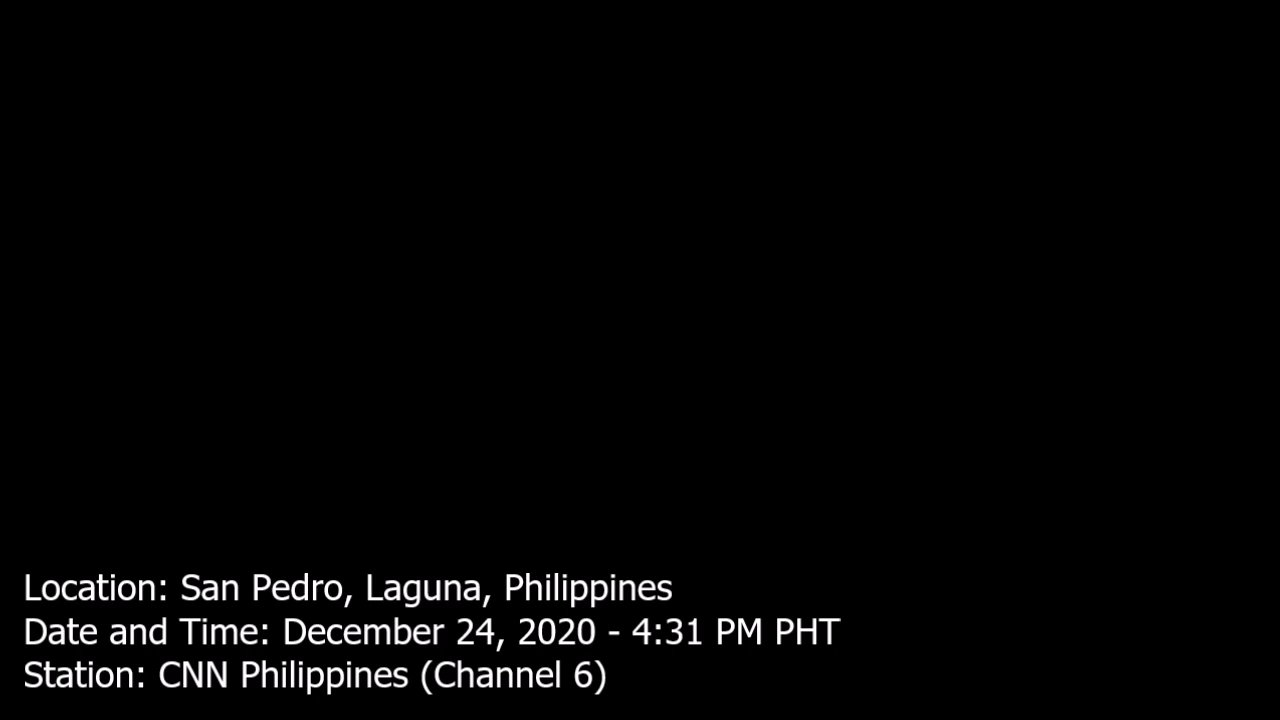 Location: San Pedro, Laguna, Philippines
Date and Time: December 24, 2020 - 4:31 PM PHT
Station: CNN Philippines (Channel 6)